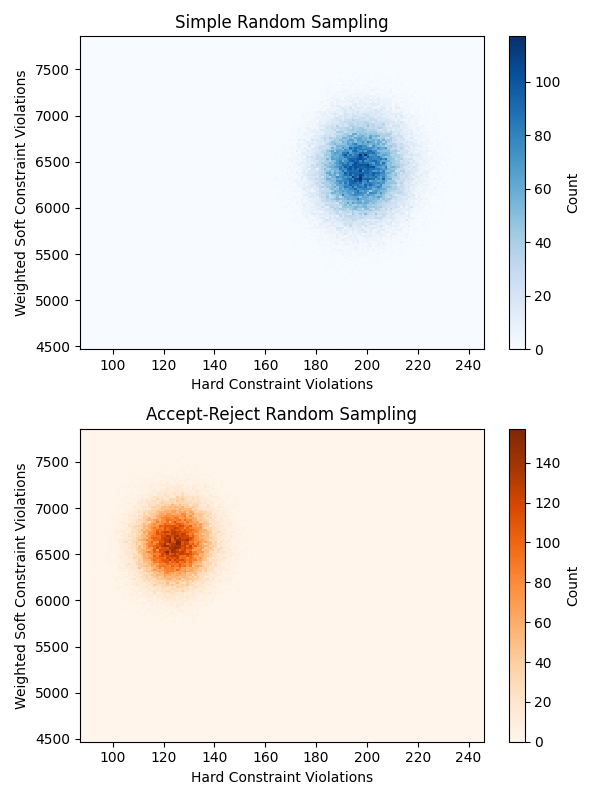 Simple Random Sampling
Weighted Soft Constraint Violations
7500
7000
6500
6000
5500
5000
4500
100 120 140 160 180 200 220 240
Hard Constraint Violations
100
80
60
40
20
0
Count
Accept-Reject Random Sampling
Weighted Soft Constraint Violations
7500
7000
6500
6000
5500
5000
4500
100 120 140 160 180 200 220 240
Hard Constraint Violations
140
120
100
80
60
40
20
0
Count